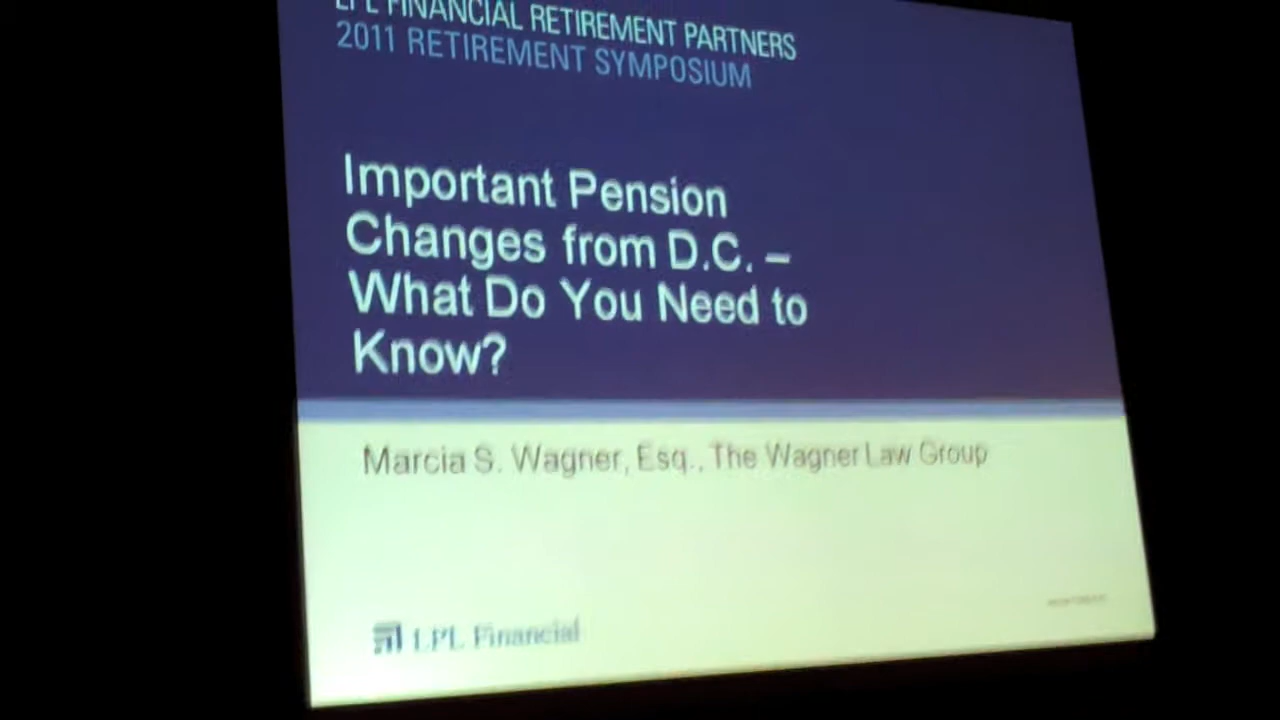 LPL FINANCIAL RETIREMENT PARTNERS
2011 RETIREMENT SYMPOSIUM
Important Pension
Changes from D.C. –
What Do You Need to
Know?
Marcia S. Wagner, Esq., The Wagner Law Group
LPL Financial